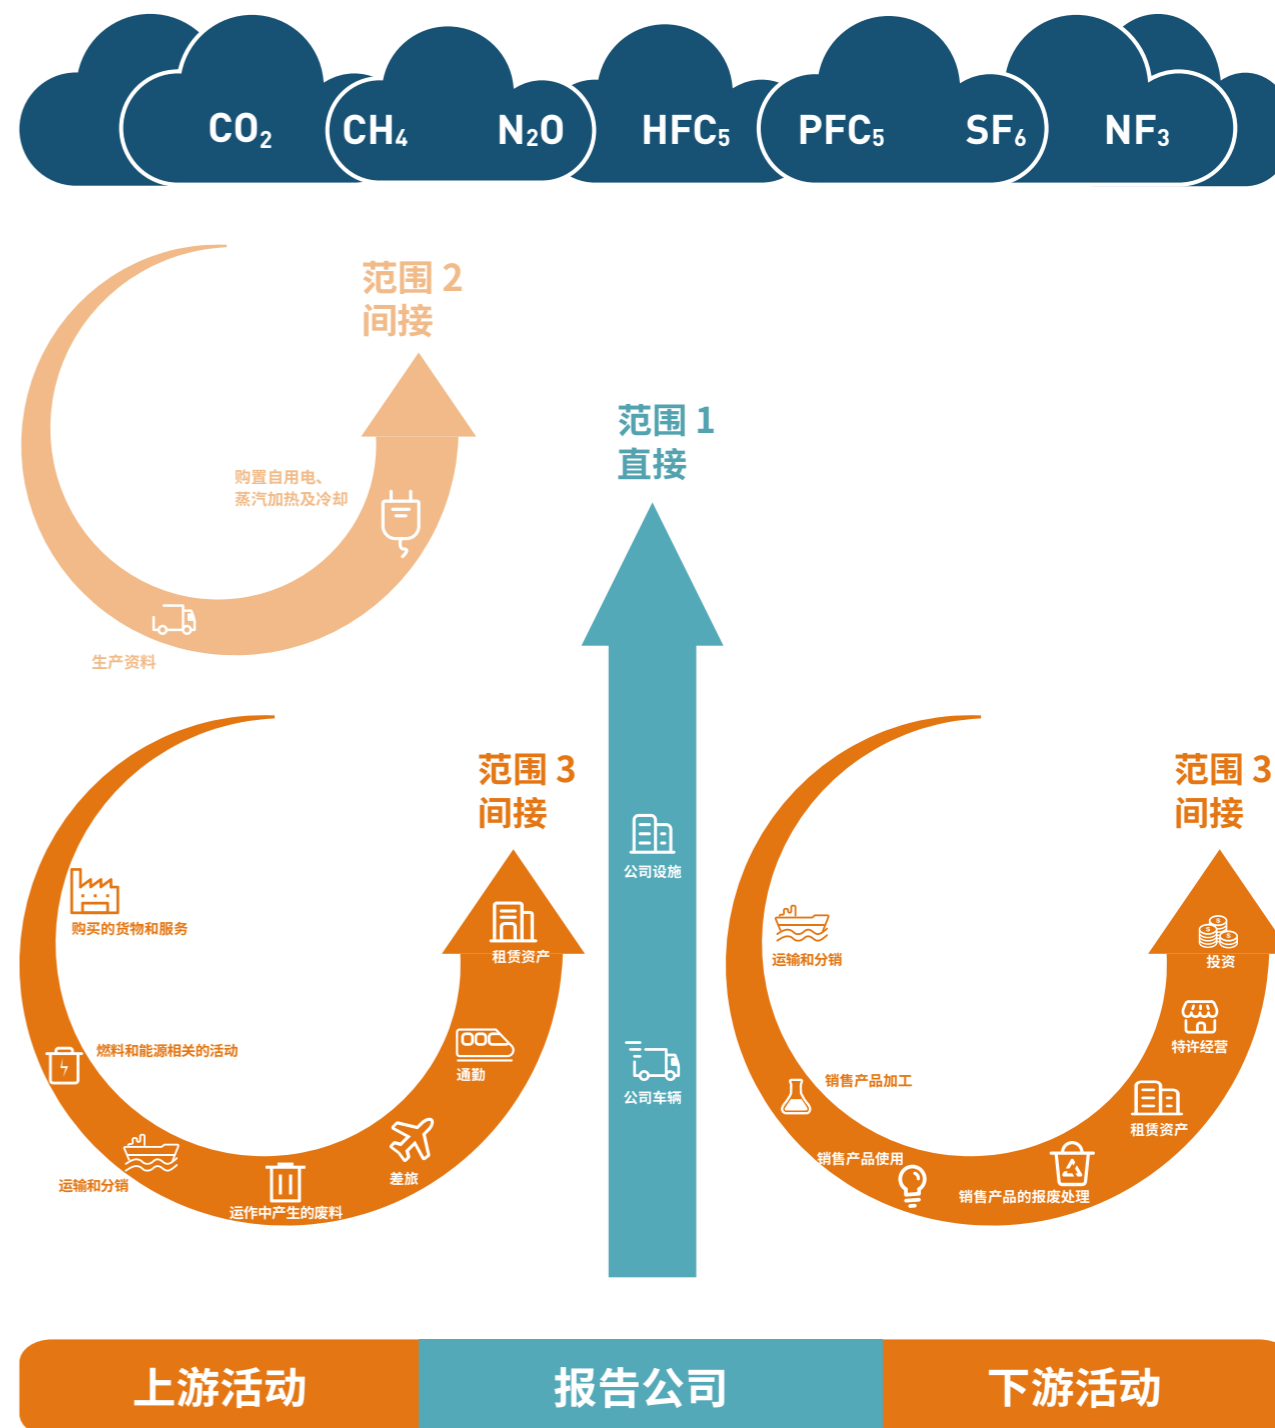 CO₂ CH₄ N₂O HFC₅ PFC₅ SF₆ NF₃
范围 2
间接
购置自用电、
蒸汽加热及冷却
生产资料
范围 1
直接
公司设施
公司车辆
范围 3
间接
购买的货物和服务
燃料和能源相关的活动
运输和分销
运作中产生的废料
差旅
通勤
租赁资产
范围 3
间接
运输和分销
销售产品加工
销售产品使用
销售产品的报废处理
租赁资产
特许经营
投资
上游活动
报告公司
下游活动